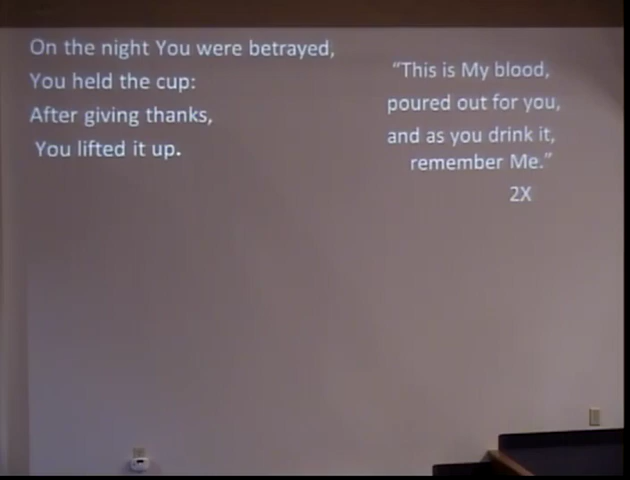 On the night You were betrayed,
You held the cup:
After giving thanks,
You lifted it up.
“This is My blood,
poured out for you,
and as you drink it,
remember Me.”
2X